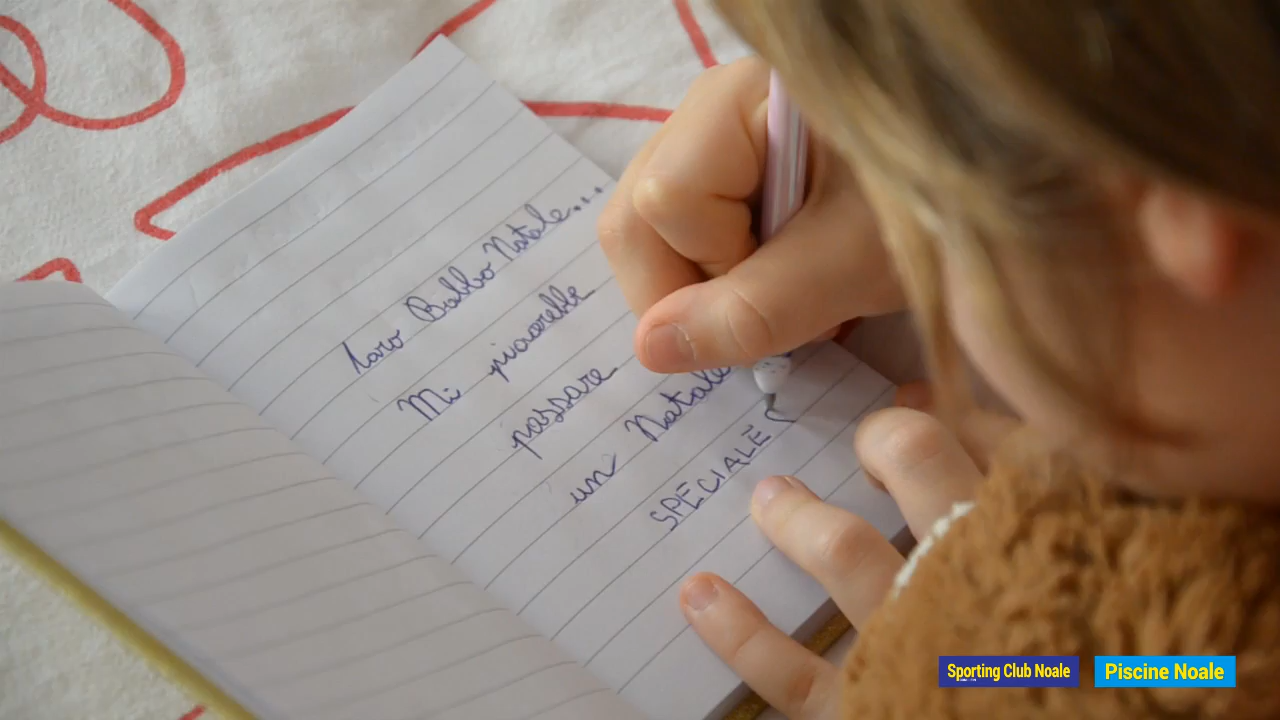 Caro Babbo Natale...
Mi piacerebbe
passare
un Natale
SPECIALE
Sporting Club Noale
Piscine Noale